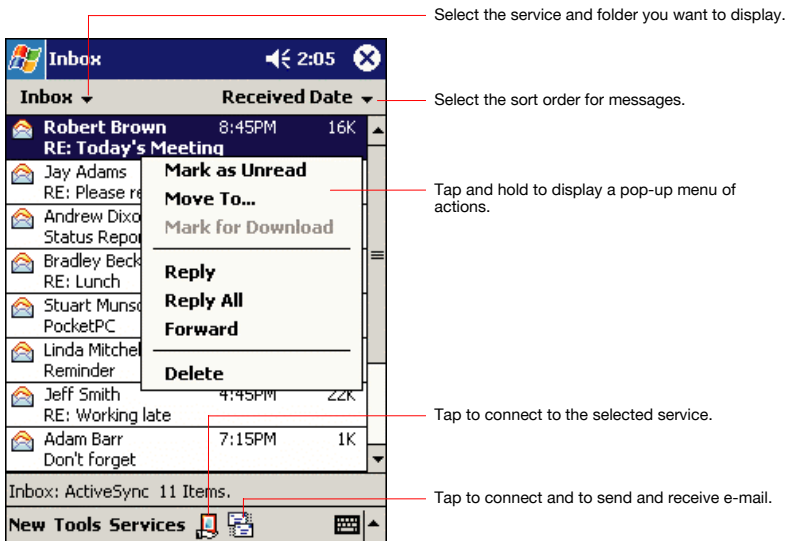 Select the service and folder you want to display.
Inbox 2:05
Inbox Received Date
Select the sort order for messages.
Robert Brown 8:45PM 16K
RE: Today's Meeting
Jay Adams
RE: Please re
Andrew Dixo
Status Repor
Bradley Beck
RE: Lunch
Stuart Munso
PocketPC
Linda Mitchel
Reminder
Jeff Smith 4:45PM 22K
RE: Working late
Adam Barr 7:15PM 1K
Don't forget
Mark as Unread
Move To...
Mark for Download
Reply
Reply All
Forward
Delete
Tap and hold to display a pop-up menu of
actions.
Tap to connect to the selected service.
Inbox: ActiveSync 11 Items.
Tap to connect and to send and receive e-mail.
New Tools Services